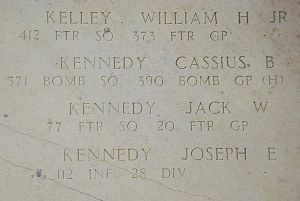 KELLEY WILLIAM H JR
412 FTR SQ 373 FTR GP
KENNEDY CASSIUS B
571 BOMB SQ 390 BOMB GP (H)
KENNEDY JACK W
77 FTR SQ 20 FTR GP
KENNEDY JOSEPH E
112 INF 28 DIV